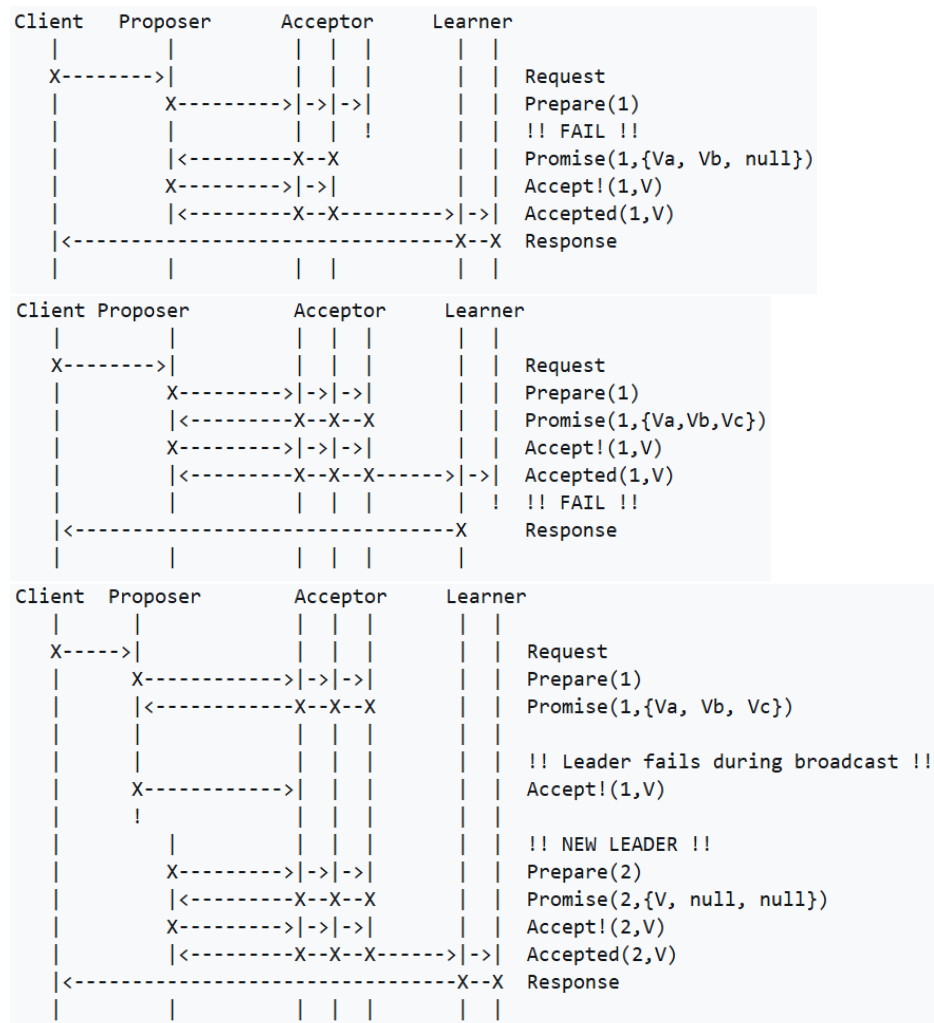 Client   Proposer      Acceptor     Learner
   |         |          |  |  |       |  |
   X-------->|          |  |  |       |  |  Request
   |         X--------->|->|->|       |  |  Prepare(1)
   |         |          |  |  !       |  |  !! FAIL !!
   |         |<---------X--X          |  |  Promise(1,{Va, Vb, null})
   |         X--------->|->|          |  |  Accept!(1,V)
   |         |<---------X--X--------->|->|  Accepted(1,V)
   |<---------------------------------X--X  Response
   |         |          |  |          |  |
Client Proposer         Acceptor     Learner
   |         |          |  |  |       |  |
   X-------->|          |  |  |       |  |  Request
   |         X--------->|->|->|       |  |  Prepare(1)
   |         |<---------X--X--X       |  |  Promise(1,{Va,Vb,Vc})
   |         X--------->|->|->|       |  |  Accept!(1,V)
   |         |<---------X--X--X------>|->|  Accepted(1,V)
   |         |          |  |  |       |  !  !! FAIL !!
   |<---------------------------------X     Response
   |         |          |  |  |       |
Client  Proposer        Acceptor     Learner
   |      |             |  |  |       |  |
   X----->|             |  |  |       |  |  Request
   |      X------------>|->|->|       |  |  Prepare(1)
   |      |<------------X--X--X       |  |  Promise(1,{Va, Vb, Vc})
   |      |             |  |  |       |  |
   |      |             |  |  |       |  |  !! Leader fails during broadcast !!
   |      X------------>|  |  |       |  |  Accept!(1,V)
   |      !             |  |  |       |  |
   |         |          |  |  |       |  |  !! NEW LEADER !!
   |         X--------->|->|->|       |  |  Prepare(2)
   |         |<---------X--X--X       |  |  Promise(2,{V, null, null})
   |         X--------->|->|->|       |  |  Accept!(2,V)
   |         |<---------X--X--X------>|->|  Accepted(2,V)
   |<---------------------------------X--X  Response
   |         |          |  |  |       |  |